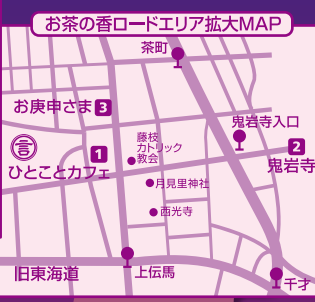 お茶の香ロードエリア拡大MAP
茶町
お庚申さま 3
鬼岩寺入口
言
1
藤枝
カトリック
教会
2
鬼岩寺
ひとことカフェ
月見里神社
西光寺
旧東海道
上伝馬
千才